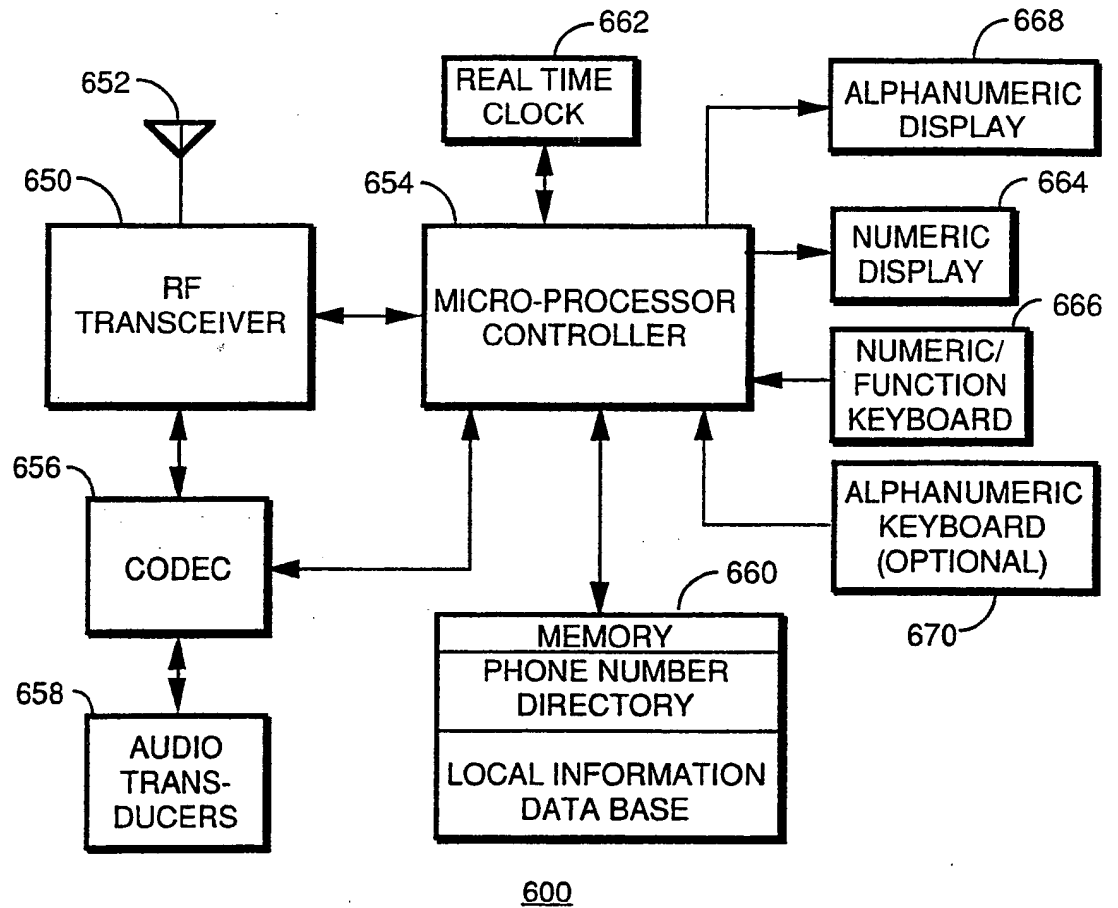 662
REAL TIME
CLOCK
668
ALPHANUMERIC
DISPLAY
652
650
RF
TRANSCEIVER
654
MICRO-PROCESSOR
CONTROLLER
664
NUMERIC
DISPLAY
666
NUMERIC/
FUNCTION
KEYBOARD
656
CODEC
ALPHANUMERIC
KEYBOARD
(OPTIONAL)
670
660
MEMORY
PHONE NUMBER
DIRECTORY
LOCAL INFORMATION
DATA BASE
658
AUDIO
TRANS-
DUCERS
600